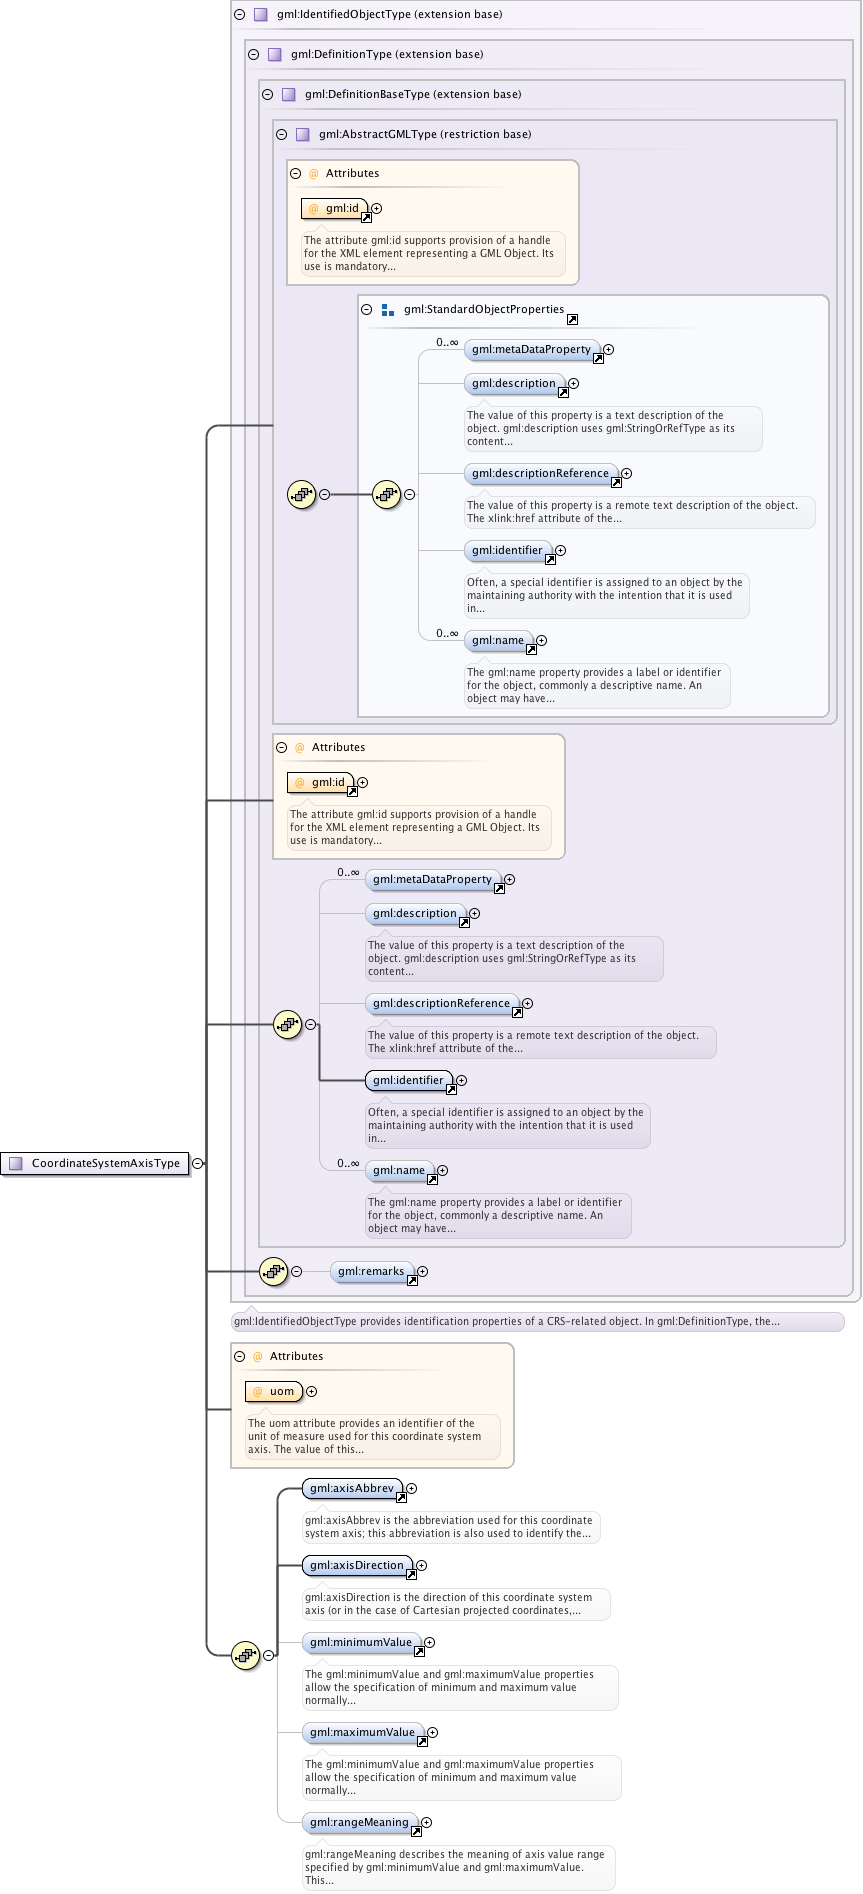 gml:IdentifiedObjectType (extension base)
gml:DefinitionType (extension base)
gml:DefinitionBaseType (extension base)
gml:AbstractGMLType (restriction base)
@ Attributes
@ gml:id
The attribute gml:id supports provision of a handle
for the XML element representing a GML Object. Its
use is mandatory...
gml:StandardObjectProperties
0..∞
gml:metaDataProperty
gml:description
The value of this property is a text description of the
object. gml:description uses gml:StringOrRefType as its
content...
gml:descriptionReference
The value of this property is a remote text description of the object.
The xlink:href attribute of the...
gml:identifier
Often, a special identifier is assigned to an object by the
maintaining authority with the intention that it is used
in...
0..∞
gml:name
The gml:name property provides a label or identifier
for the object, commonly a descriptive name. An
object may have...
@ Attributes
@ gml:id
The attribute gml:id supports provision of a handle
for the XML element representing a GML Object. Its
use is mandatory...
0..∞
gml:metaDataProperty
gml:description
The value of this property is a text description of the
object. gml:description uses gml:StringOrRefType as its
content...
gml:descriptionReference
The value of this property is a remote text description of the object.
The xlink:href attribute of the...
gml:identifier
Often, a special identifier is assigned to an object by the
maintaining authority with the intention that it is used
in...
CoordinateSystemAxisType
0..∞
gml:name
The gml:name property provides a label or identifier
for the object, commonly a descriptive name. An
object may have...
gml:remarks
gml:IdentifiedObjectType provides identification properties of a CRS-related object. In gml:DefinitionType, the...
@ Attributes
@ uom
The uom attribute provides an identifier of the
unit of measure used for this coordinate system
axis. The value of this...
gml:axisAbbrev
gml:axisAbbrev is the abbreviation used for this coordinate
system axis; this abbreviation is also used to identify the...
gml:axisDirection
gml:axisDirection is the direction of this coordinate system
axis (or in the case of Cartesian projected coordinates,...
gml:minimumValue
The gml:minimumValue and gml:maximumValue properties
allow the specification of minimum and maximum value
normally...
gml:maximumValue
The gml:minimumValue and gml:maximumValue properties
allow the specification of minimum and maximum value
normally...
gml:rangeMeaning
gml:rangeMeaning describes the meaning of axis value range
specified by gml:minimumValue and gml:maximumValue.
This...